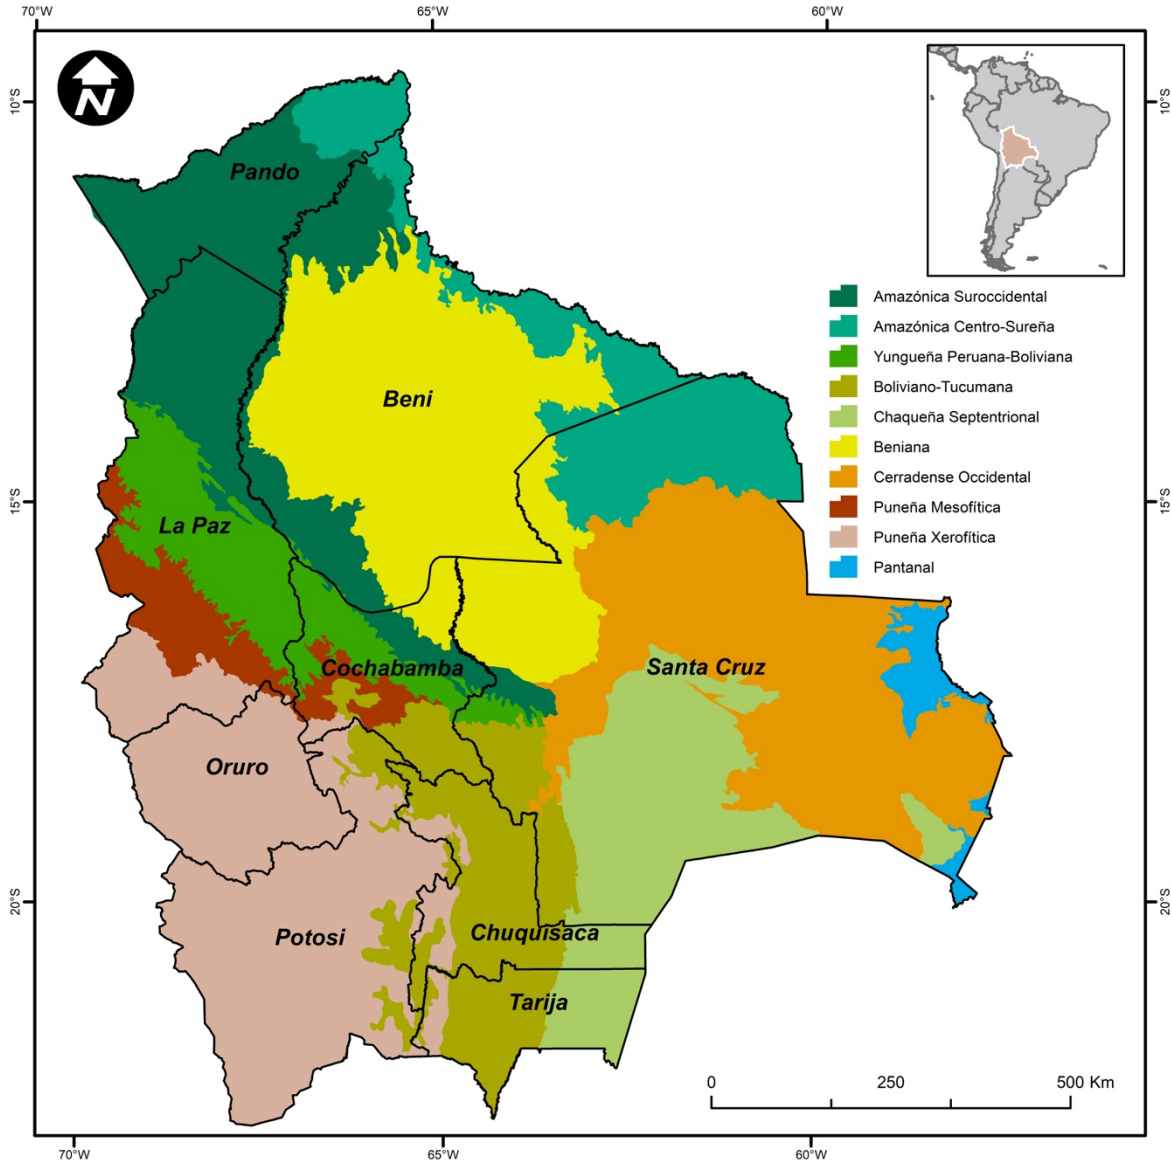 70°W 65°W 60°W
10°S 10°S
N
Pando
Amazónica Suroccidental
Amazónica Centro-Sureña
Yungueña Peruana-Boliviana
Boliviano-Tucumana
Chaqueña Septentrional
Beniana
Cerradense Occidental
Puneña Mesofítica
Puneña Xerofítica
Pantanal
Beni
15°S 15°S
La Paz
Cochabamba
Santa Cruz
Oruro
20°S 20°S
Potosi
Chuquisaca
Tarija
0 250 500 Km
70°W 65°W 60°W